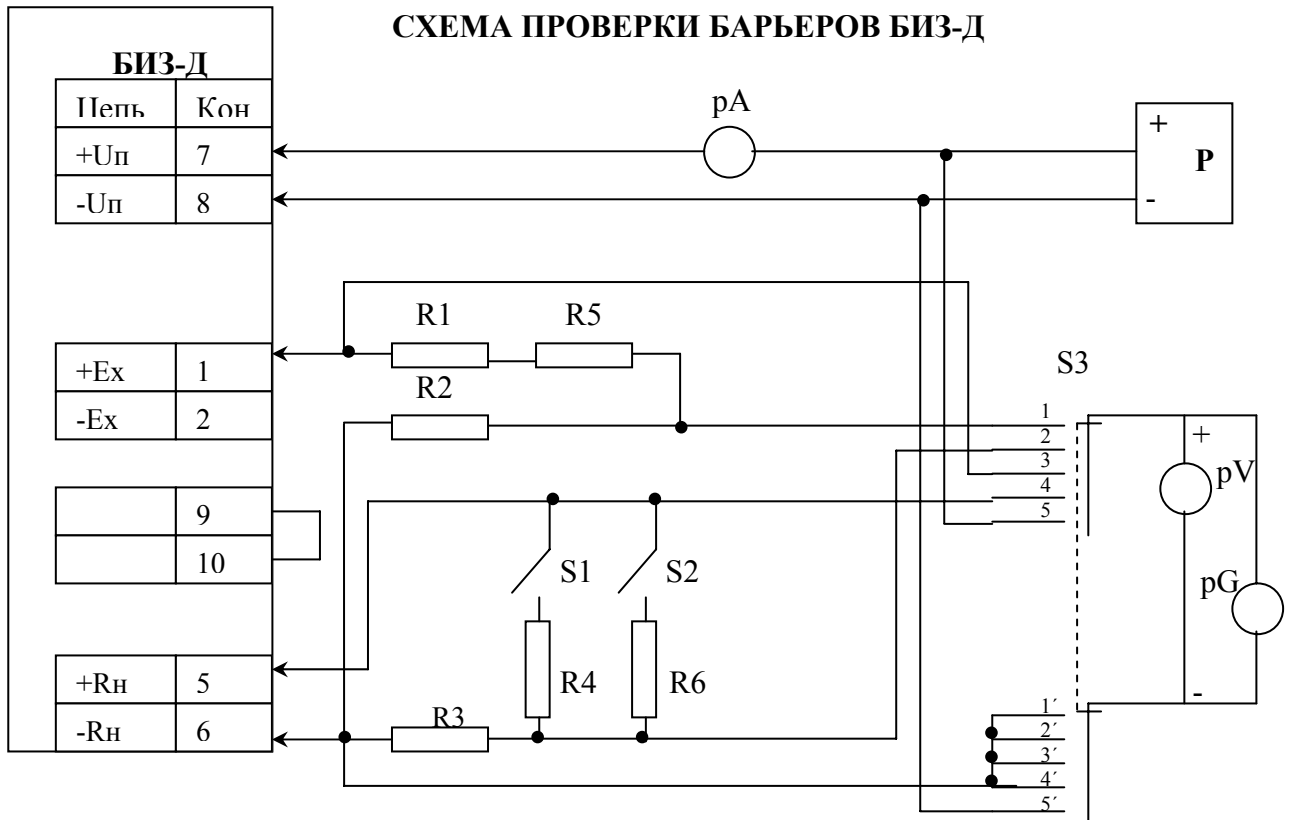 СХЕМА ПРОВЕРКИ БАРЬЕРОВ БИЗ-Д
БИЗ-Д
Цепь Кон
+Uп 7
-Uп 8
pA
+
P
-
R1 R5
+Ex 1
-Ex 2
R2
S3
1
2
3
4
5
+
pV
9
10
S1 S2
pG
+Rн 5
-Rн 6
R4 R6
R3
-
1´
2´
3´
4´
5´